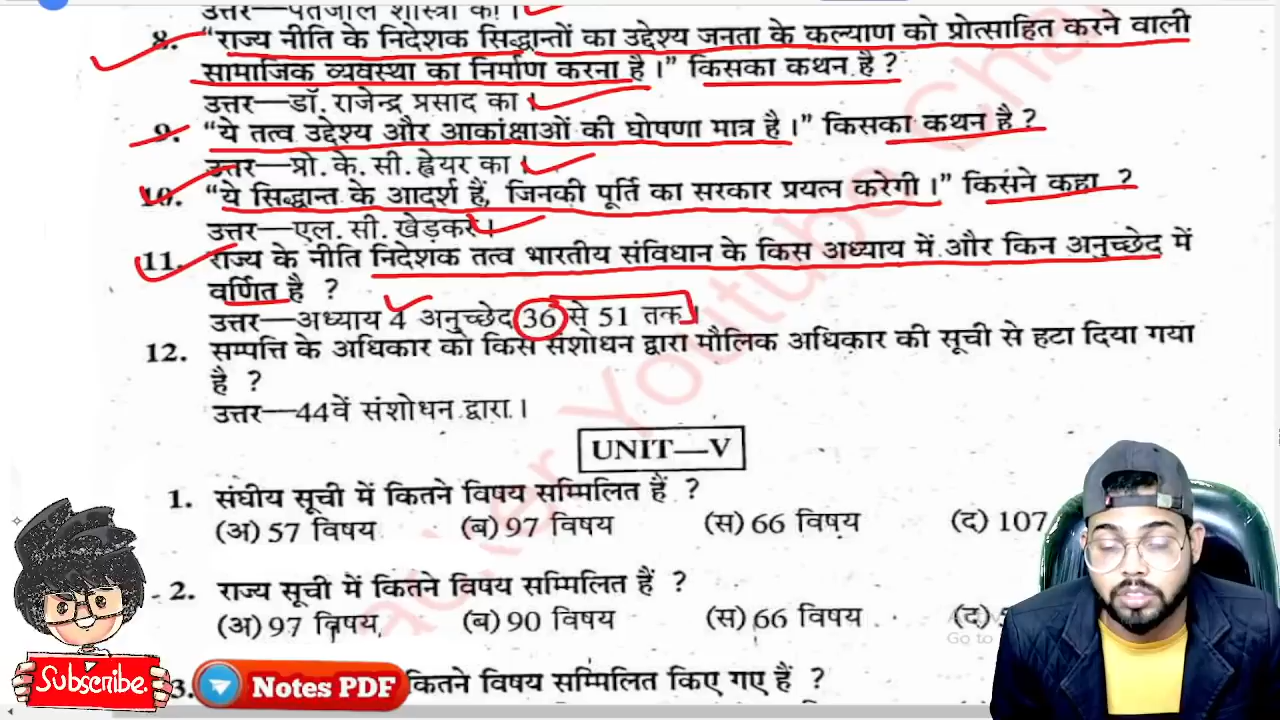 उत्तर—पतंजलि शास्त्री का।
8. “राज्य नीति के निदेशक सिद्धान्तों का उद्देश्य जनता के कल्याण को प्रोत्साहित करने वाली
सामाजिक व्यवस्था का निर्माण करना है।” किसका कथन है ?
उत्तर—डॉ. राजेन्द्र प्रसाद का।
9. “ये तत्व उद्देश्य और आकांक्षाओं की घोषणा मात्र है।” किसका कथन है ?
उत्तर—प्रो. के. सी. ह्वेयर का।
10. “ये सिद्धान्त के आदर्श हैं, जिनकी पूर्ति का सरकार प्रयत्न करेगी।” किसने कहा ?
उत्तर—एल. सी. खेड़कर।
11. राज्य के नीति निदेशक तत्व भारतीय संविधान के किस अध्याय में और किन अनुच्छेद में
वर्णित है ?
उत्तर—अध्याय 4 अनुच्छेद 36 से 51 तक।
12. सम्पत्ति के अधिकार को किस संशोधन द्वारा मौलिक अधिकार की सूची से हटा दिया गया
है ?
उत्तर—44वें संशोधन द्वारा।
UNIT—V
1. संघीय सूची में कितने विषय सम्मिलित हैं ?
(अ) 57 विषय (ब) 97 विषय (स) 66 विषय (द) 107
2. राज्य सूची में कितने विषय सम्मिलित हैं ?
(अ) 97 विषय (ब) 90 विषय (स) 66 विषय (द)
Go to
3. कितने विषय सम्मिलित किए गए हैं ?
Subscribe.
Notes PDF
Youtube